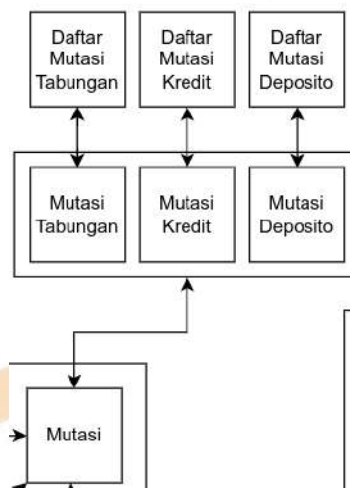 Daftar
Mutasi
Tabungan
Daftar
Mutasi
Kredit
Daftar
Mutasi
Deposito
Mutasi
Tabungan
Mutasi
Kredit
Mutasi
Deposito
Mutasi